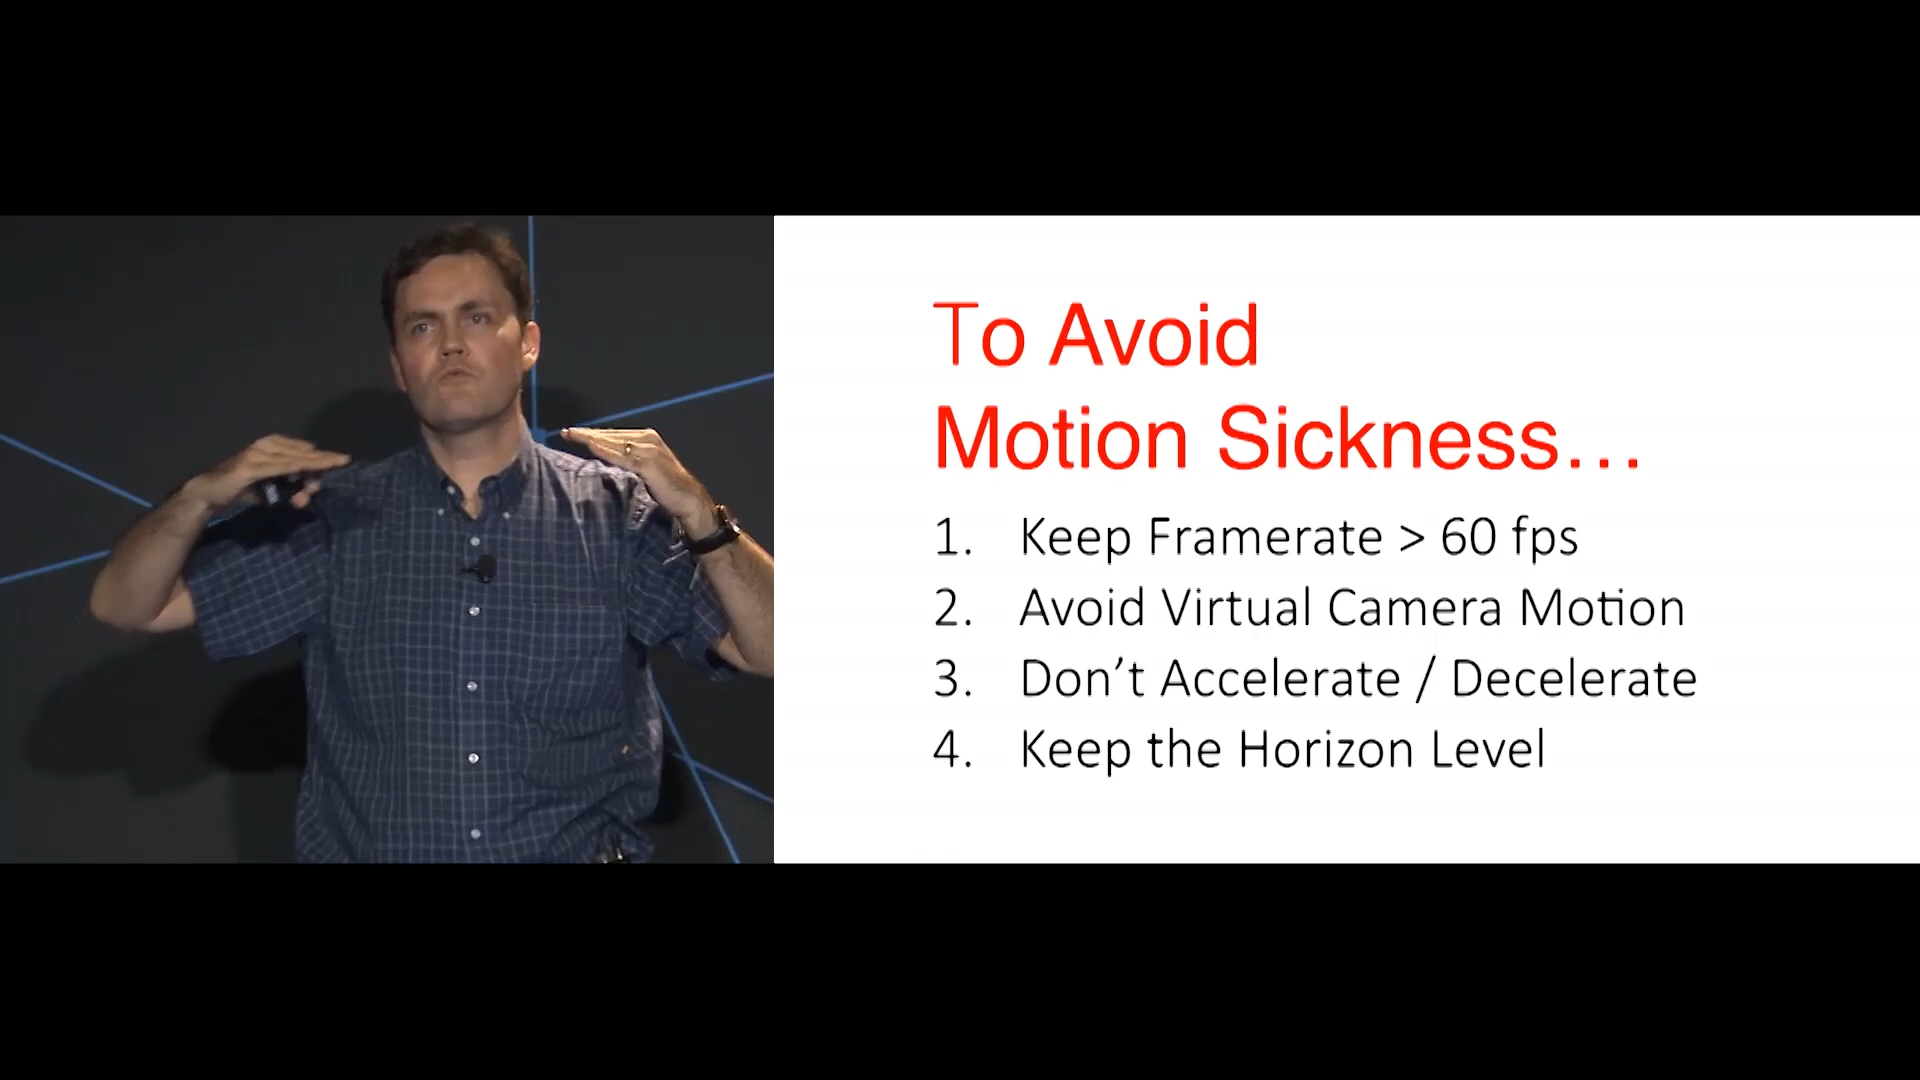 To Avoid
Motion Sickness…
1. Keep Framerate > 60 fps
2. Avoid Virtual Camera Motion
3. Don’t Accelerate / Decelerate
4. Keep the Horizon Level